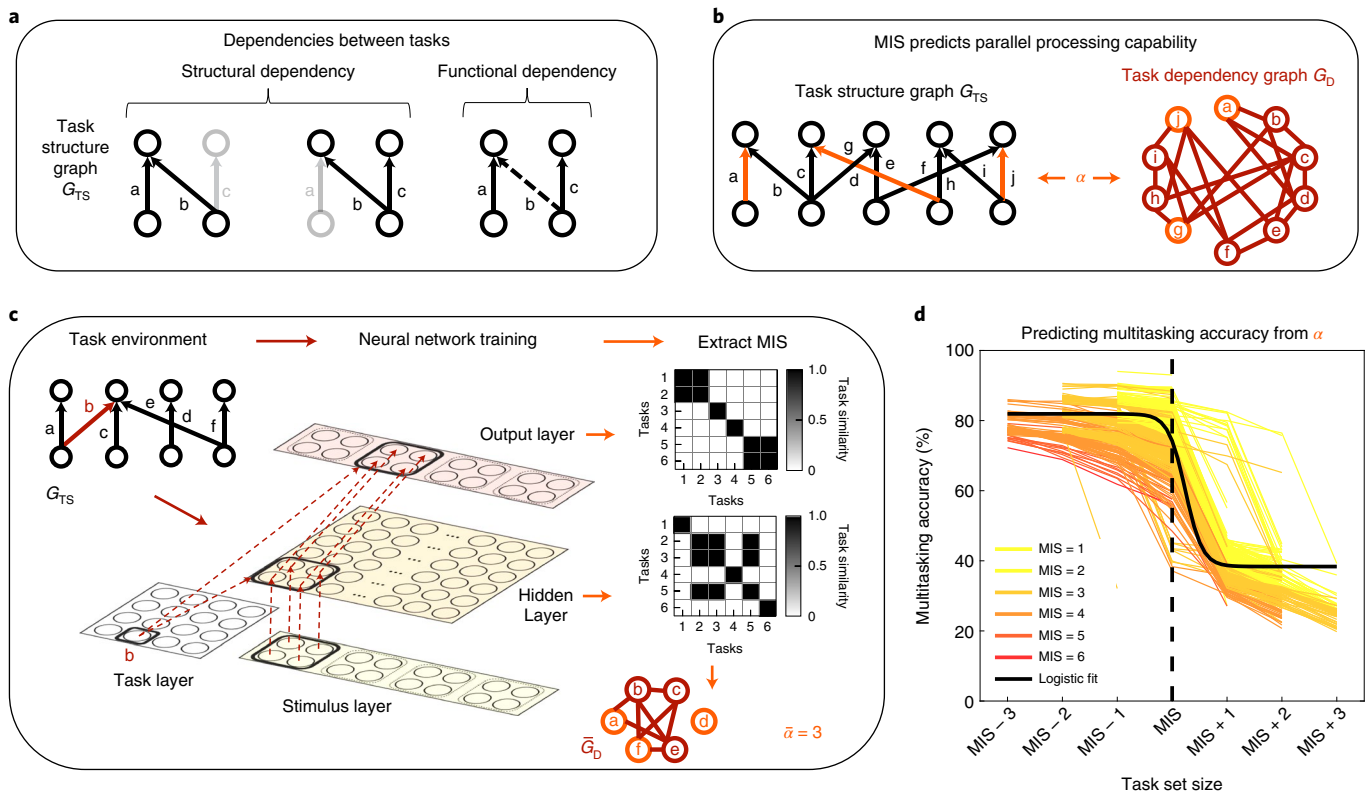 a
Dependencies between tasks
Structural dependency
Functional dependency
Task
structure
graph
G_TS
a
b
c
a
b
c
a
b
c
b
MIS predicts parallel processing capability
Task structure graph G_TS
Task dependency graph G_D
a
b
c
d
g
e
f
h
i
j
α
a
b
c
d
e
f
g
h
i
j
c
Task environment
Neural network training
Extract MIS
a
b
c
e
d
f
G_TS
Output layer
Hidden
Layer
b
Task layer
Stimulus layer
Tasks
1
2
3
4
5
6
1 2 3 4 5 6
Tasks
1.0
0.5
0
Task similarity
Tasks
1
2
3
4
5
6
1 2 3 4 5 6
Tasks
1.0
0.5
0
Task similarity
b
c
a
d
f
e
Ḡ_D
ᾱ = 3
d
Predicting multitasking accuracy from α
Multitasking accuracy (%)
100
80
60
40
20
0
MIS = 1
MIS = 2
MIS = 3
MIS = 4
MIS = 5
MIS = 6
Logistic fit
MIS – 3
MIS – 2
MIS – 1
MIS
MIS + 1
MIS + 2
MIS + 3
Task set size